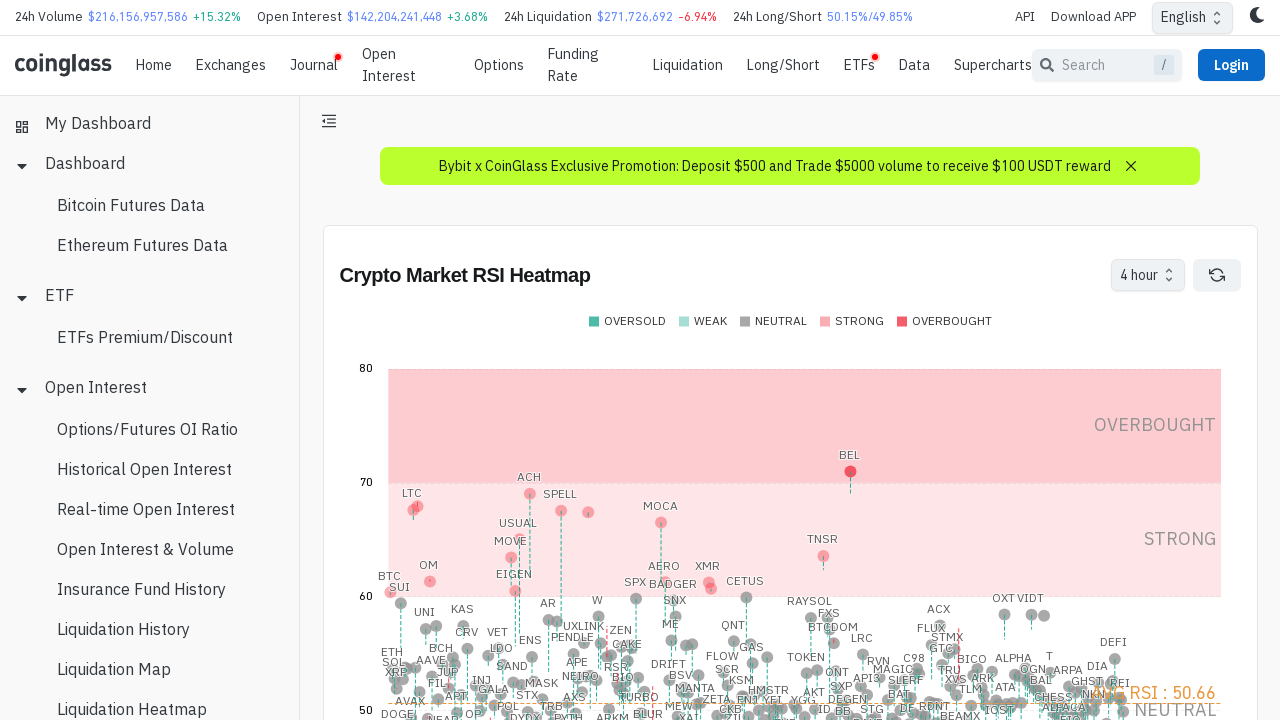 24h Volume $216,156,957,586 +15.32% Open Interest $142,204,241,448 +3.68% 24h Liquidation $271,726,692 -6.94% 24h Long/Short 50.15%/49.85% API Download APP English
coinglass Home Exchanges Journal Open Interest Options Funding Rate Liquidation Long/Short ETFs Data Supercharts Search / Login
My Dashboard
Dashboard
Bitcoin Futures Data
Ethereum Futures Data
ETF
ETFs Premium/Discount
Open Interest
Options/Futures OI Ratio
Historical Open Interest
Real-time Open Interest
Open Interest & Volume
Insurance Fund History
Liquidation History
Liquidation Map
Liquidation Heatmap
Bybit x CoinGlass Exclusive Promotion: Deposit $500 and Trade $5000 volume to receive $100 USDT reward
Crypto Market RSI Heatmap 4 hour
OVERSOLD WEAK NEUTRAL STRONG OVERBOUGHT
80
OVERBOUGHT
BEL
ACH
70
LTC SPELL
MOCA
USUAL
STRONG
MOVE TNSR
OM AERO XMR
BTC EIGEN
SUI SPX BADGER CETUS
60
W SNX RAYSOL OXT VIDT
KAS AR ACX
UNI FXS
ME QNT BTCDOM
CRV VET UXLINK ZEN FLUX
ENS PENDLE STMX LRC
CAKE DEFI
BCH LDO GAS GTC
ETH
SOL AAVE APE FLOW TOKEN RVN C98 BICO ALPHA T
XRP JUP SAND RSR DRIFT SCR MAGIC TRU OGN ARPA DIA
FIL INJ MASK NEIRO BIO BSV KSM ONT API3 SLERF XVS ARK BAL GHST REI
GALA MANTA HMSTR AKT SXP BAT TLM ATA NKN
AVAX APT STX AXS TURBO ZETA ENJ YFI YGG DEGEN CHESS
AVG RSI : 50.66
POL TRB MEW CKB ID BB STG RDNT IOST ALPACA
NEUTRAL
50
DOGE NEAR OP DYDX PYTH ARKM BLUR XAI ZIL BEAMX